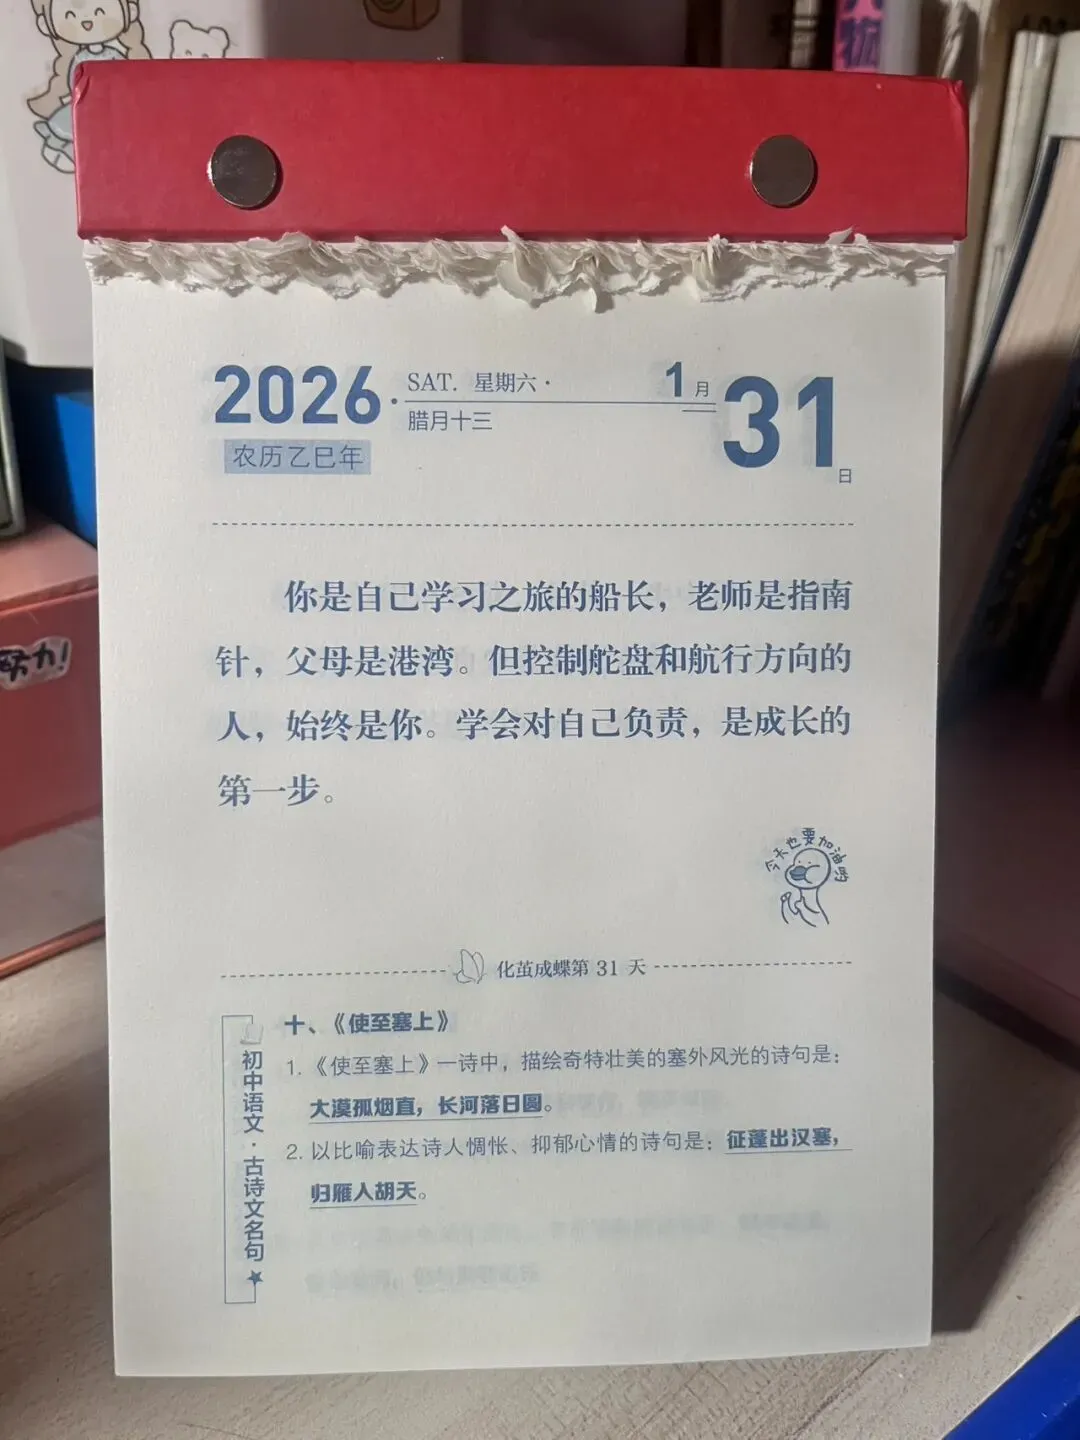 2026
SAT. 星期六·
腊月十三
农历乙巳年
1月
31日
你是自己学习之旅的船长，老师是指南
针，父母是港湾。但控制舵盘和航行方向的
人，始终是你。学会对自己负责，是成长的
第一步。
今天也要加油哟
化茧成蝶第 31 天
初中语文·古诗文名句
十、《使至塞上》
1.《使至塞上》一诗中，描绘奇特壮美的塞外风光的诗句是：
大漠孤烟直，长河落日圆。
2. 以比喻表达诗人惆怅、抑郁心情的诗句是：征蓬出汉塞，
归雁入胡天。
努力！